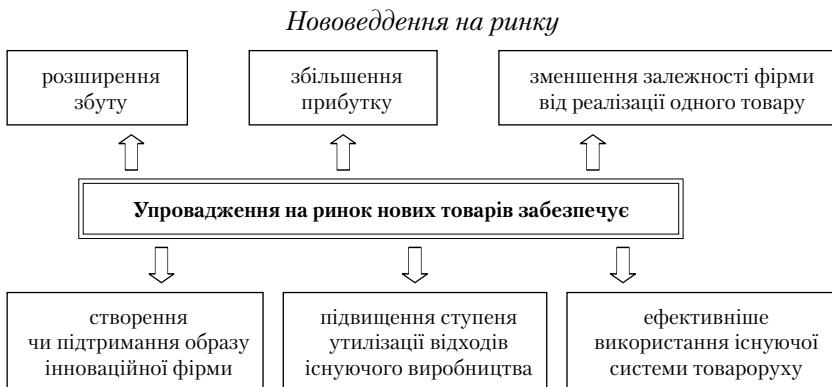 Нововеддення на ринку
розширення
збуту
збільшення
прибутку
зменшення залежності фірми
від реалізації одного товару
Упровадження на ринок нових товарів забезпечує
створення
чи підтримання образу
інноваційної фірми
підвищення ступеня
утилізації відходів
існуючого виробництва
ефективніше
використання існуючої
системи товароруху